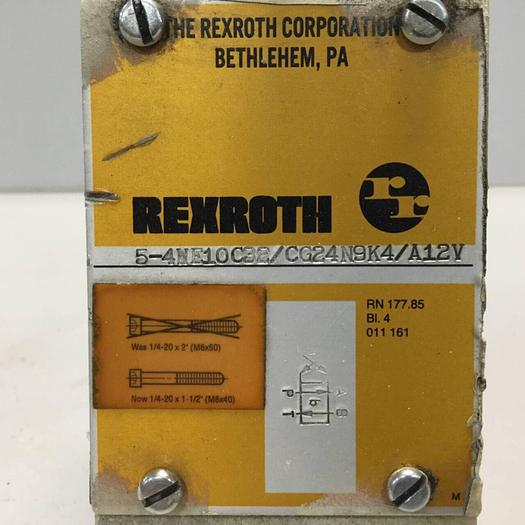 THE REXROTH CORPORATION
BETHLEHEM, PA
REXROTH
rr
5-4WE10C32/CG24N9K4/A12V
RN 177.85
Bl. 4
011 161
Was 1/4-20 x 2" (M6x50)
Now 1/4-20 x 1-1/2" (M6x40)
A B
b
P T
M